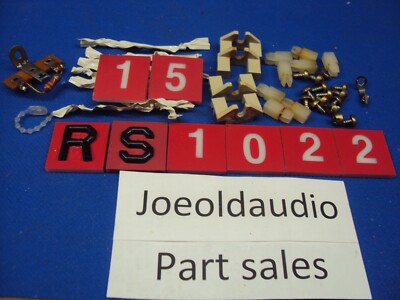 15
RS1022
Joeoldaudio
Part sales